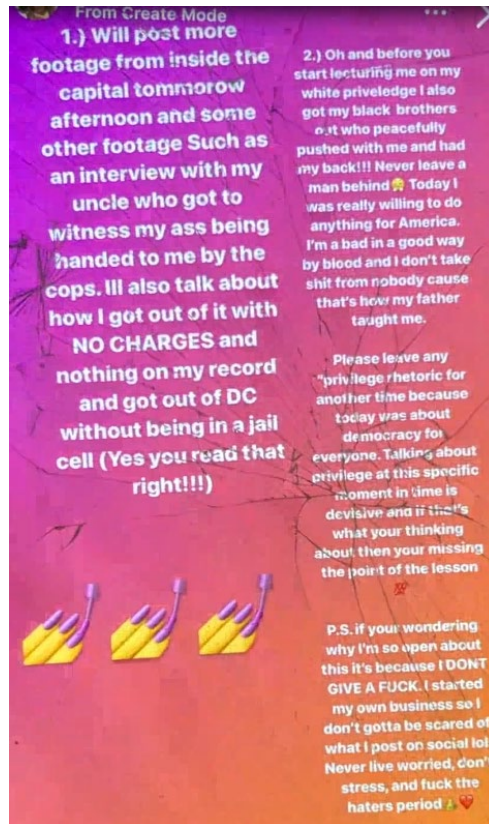 From Create Mode
1.) Will post more
footage from inside the
capital tommorow
afternoon and some
other footage Such as
an interview with my
uncle who got to
witness my ass being
handed to me by the
cops. Ill also talk about
how I got out of it with
NO CHARGES and
nothing on my record
and got out of DC
without being in a jail
cell (Yes you read that
right!!!)
2.) Oh and before you
start lecturing me on my
white priveledge I also
got my black brothers
out who peacefully
pushed with me and had
my back!!! Never leave a
man behind😤 Today I
was really willing to do
anything for America.
I'm a bad in a good way
by blood and I don't take
shit from nobody cause
that's how my father
taught me.
Please leave any
"privilege rhetoric for
another time because
today was about
democracy for
everyone. Talking about
privilege at this specific
moment in time is
devisive and if that's
what your thinking
about then your missing
the point of the lesson
💯
P.S. if your wondering
why I'm so open about
this it's because I DONT
GIVE A FUCK. I started
my own business so I
don't gotta be scared of
what I post on social lol
Never live worried, don't
stress, and fuck the
haters period